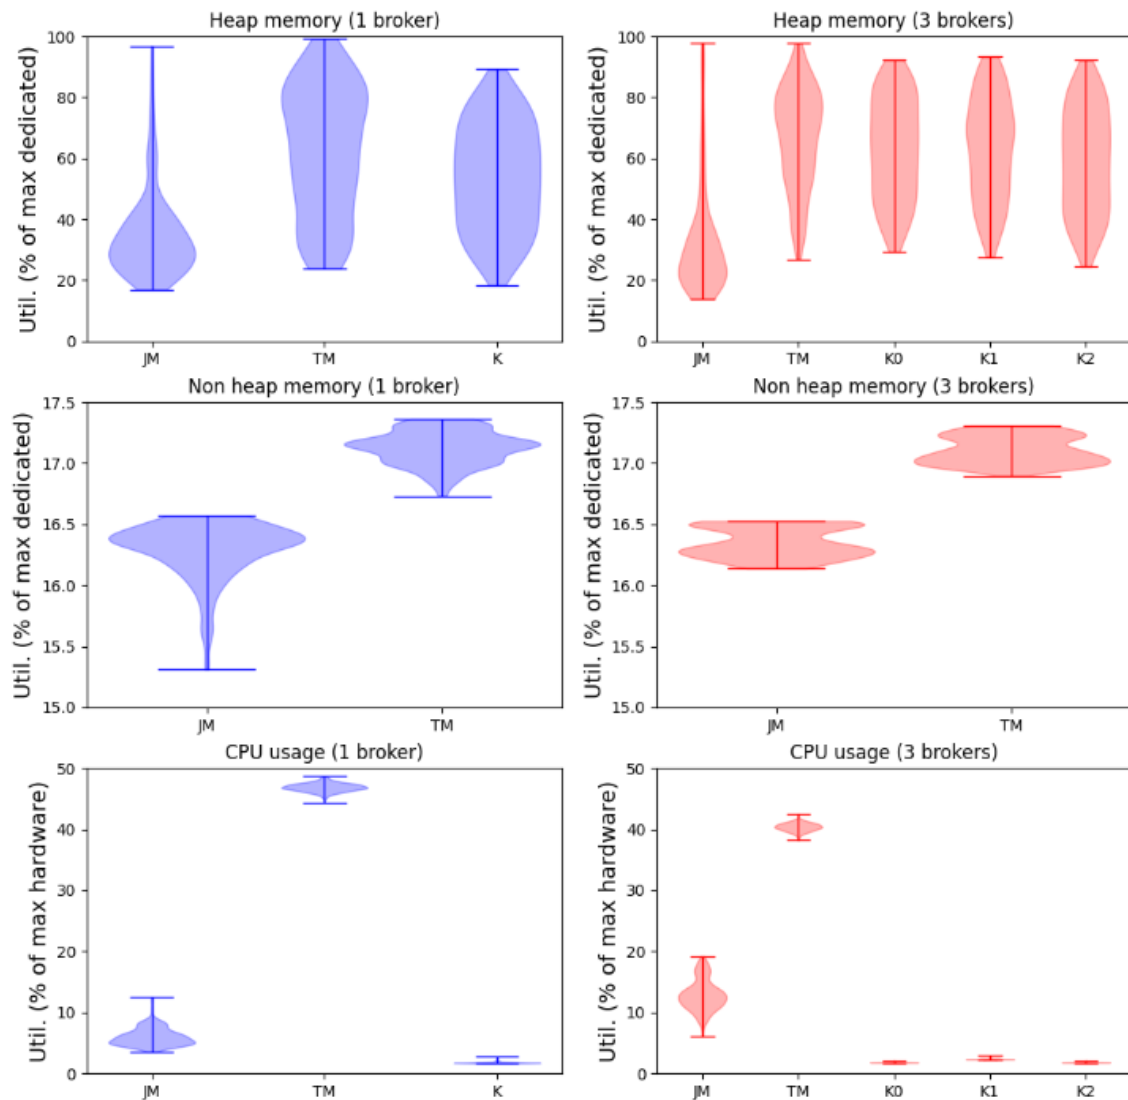 Heap memory (1 broker)
Util. (% of max dedicated)
100
80
60
40
20
0
JM TM K
Heap memory (3 brokers)
Util. (% of max dedicated)
100
80
60
40
20
0
JM TM K0 K1 K2
Non heap memory (1 broker)
Util. (% of max dedicated)
17.5
17.0
16.5
16.0
15.5
15.0
JM TM
Non heap memory (3 brokers)
Util. (% of max dedicated)
17.5
17.0
16.5
16.0
15.5
15.0
JM TM
CPU usage (1 broker)
Util. (% of max hardware)
50
40
30
20
10
0
JM TM K
CPU usage (3 brokers)
Util. (% of max hardware)
50
40
30
20
10
0
JM TM K0 K1 K2